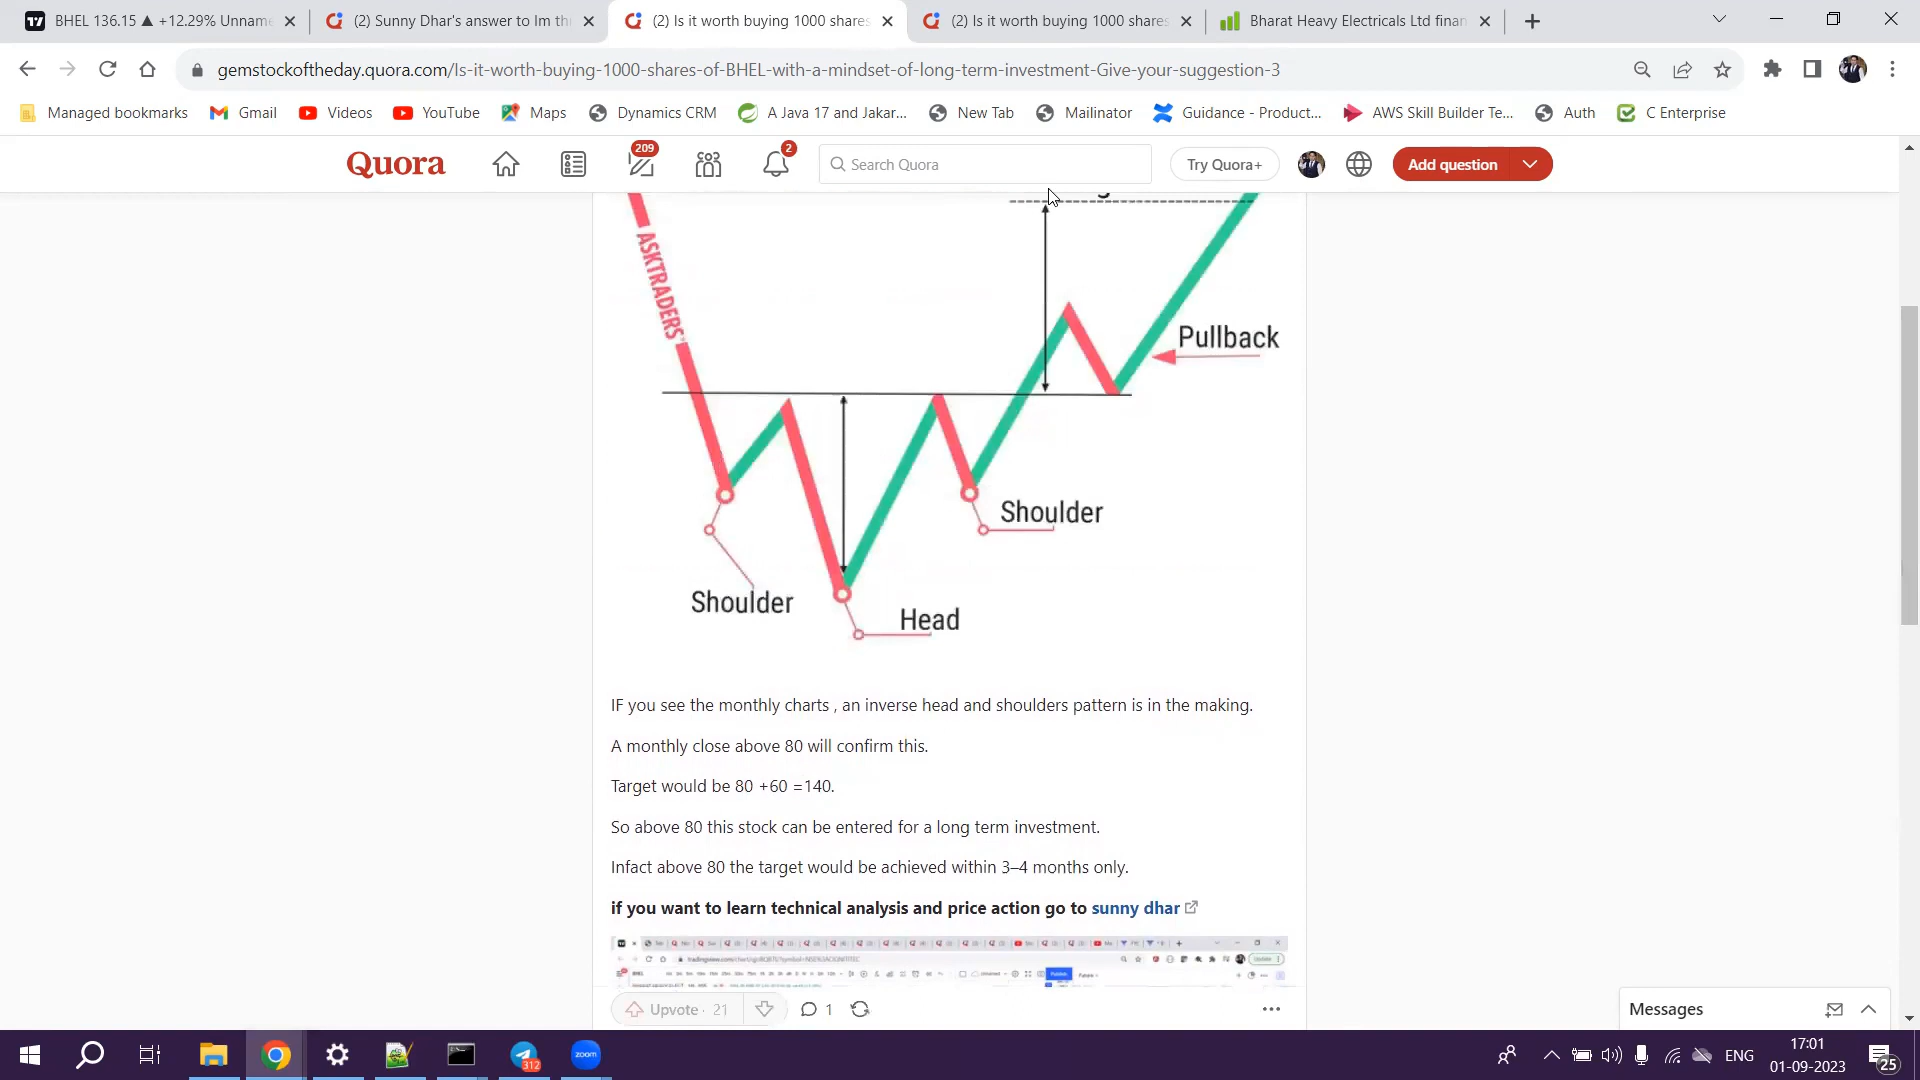 BHEL 136.15 ▲ +12.29% Unname
(2) Sunny Dhar's answer to Im th
(2) Is it worth buying 1000 shares
(2) Is it worth buying 1000 shares
Bharat Heavy Electricals Ltd finan
gemstockoftheday.quora.com/Is-it-worth-buying-1000-shares-of-BHEL-with-a-mindset-of-long-term-investment-Give-your-suggestion-3
Managed bookmarks
Gmail
Videos
YouTube
Maps
Dynamics CRM
A Java 17 and Jakar...
New Tab
Mailinator
Guidance - Product...
AWS Skill Builder Te...
Auth
C Enterprise
Quora
209
2
Search Quora
Try Quora+
Add question
ASKTRADERS
Pullback
Shoulder
Shoulder
Head
IF you see the monthly charts , an inverse head and shoulders pattern is in the making.
A monthly close above 80 will confirm this.
Target would be 80 +60 =140.
So above 80 this stock can be entered for a long term investment.
Infact above 80 the target would be achieved within 3–4 months only.
if you want to learn technical analysis and price action go to sunny dhar
Upvote · 21
1
Messages
312
zoom
ENG
17:01
01-09-2023
25